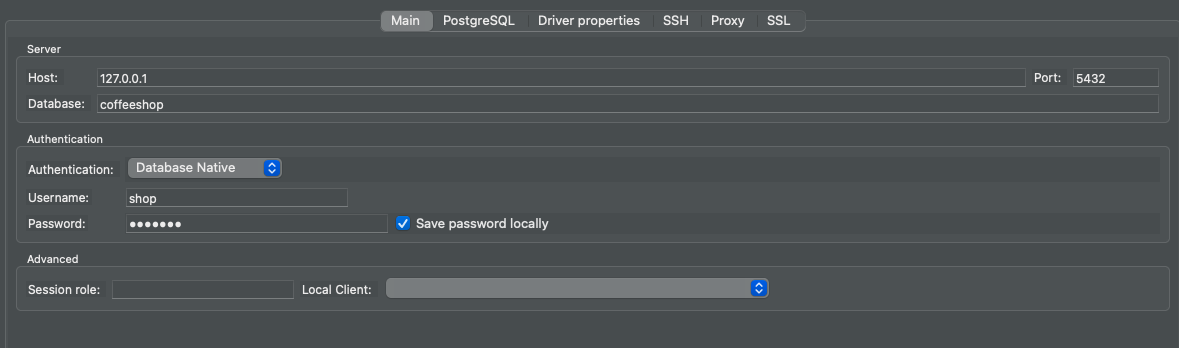 Main PostgreSQL Driver properties SSH Proxy SSL
Server
Host: 127.0.0.1 Port: 5432
Database: coffeeshop
Authentication
Authentication: Database Native
Username: shop
Password: •••••••
Save password locally
Advanced
Session role: Local Client: